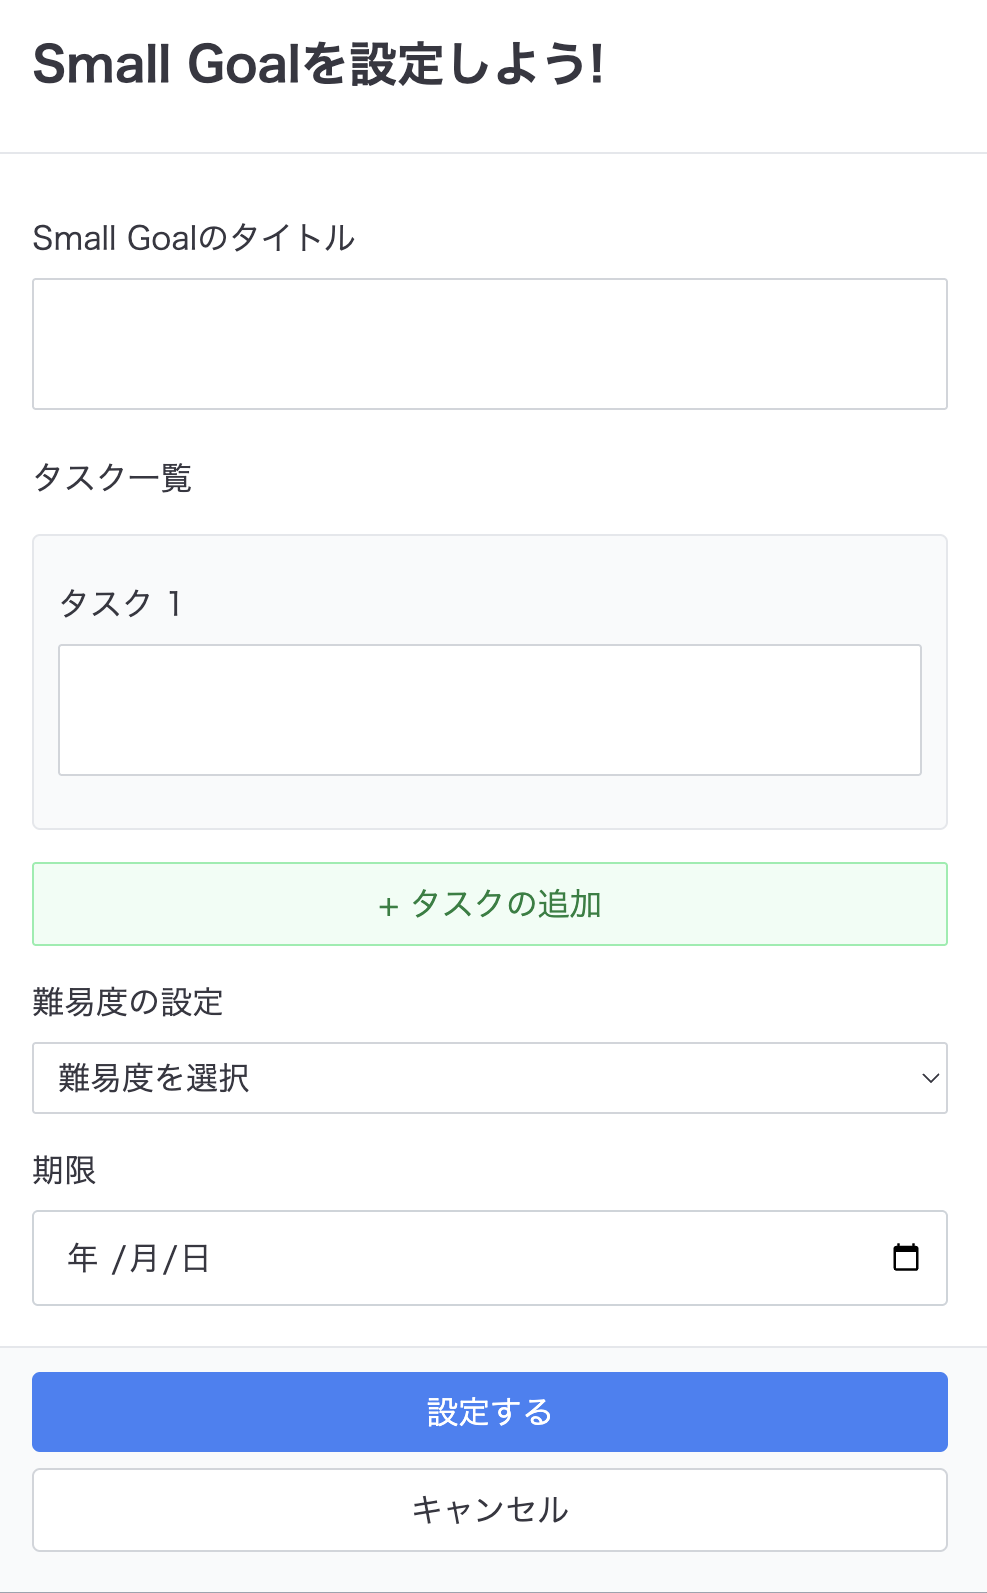 Small Goalを設定しよう!
Small Goalのタイトル
タスク一覧
タスク 1
+ タスクの追加
難易度の設定
難易度を選択
期限
年 /月/日
設定する
キャンセル